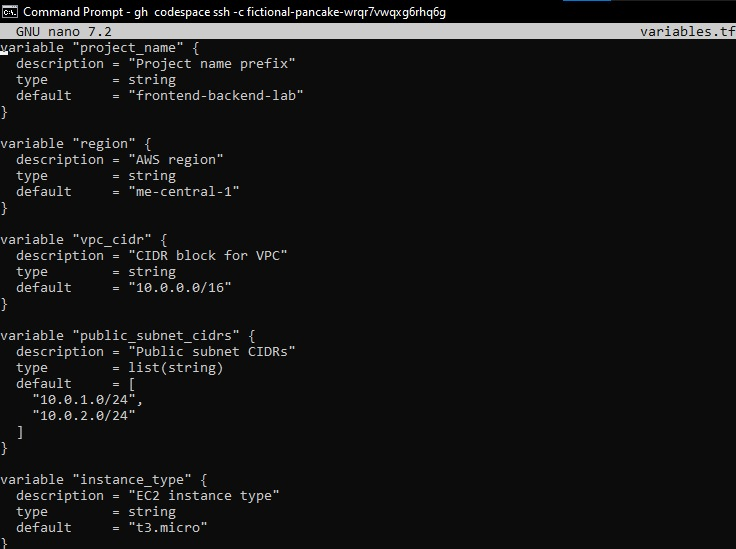 Command Prompt - gh codespace ssh -c fictional-pancake-wrqr7vwqxg6rhq6g
GNU nano 7.2 variables.tf
variable "project_name" {
  description = "Project name prefix"
  type        = string
  default     = "frontend-backend-lab"
}

variable "region" {
  description = "AWS region"
  type        = string
  default     = "me-central-1"
}

variable "vpc_cidr" {
  description = "CIDR block for VPC"
  type        = string
  default     = "10.0.0.0/16"
}

variable "public_subnet_cidrs" {
  description = "Public subnet CIDRs"
  type        = list(string)
  default     = [
    "10.0.1.0/24",
    "10.0.2.0/24"
  ]
}

variable "instance_type" {
  description = "EC2 instance type"
  type        = string
  default     = "t3.micro"
}